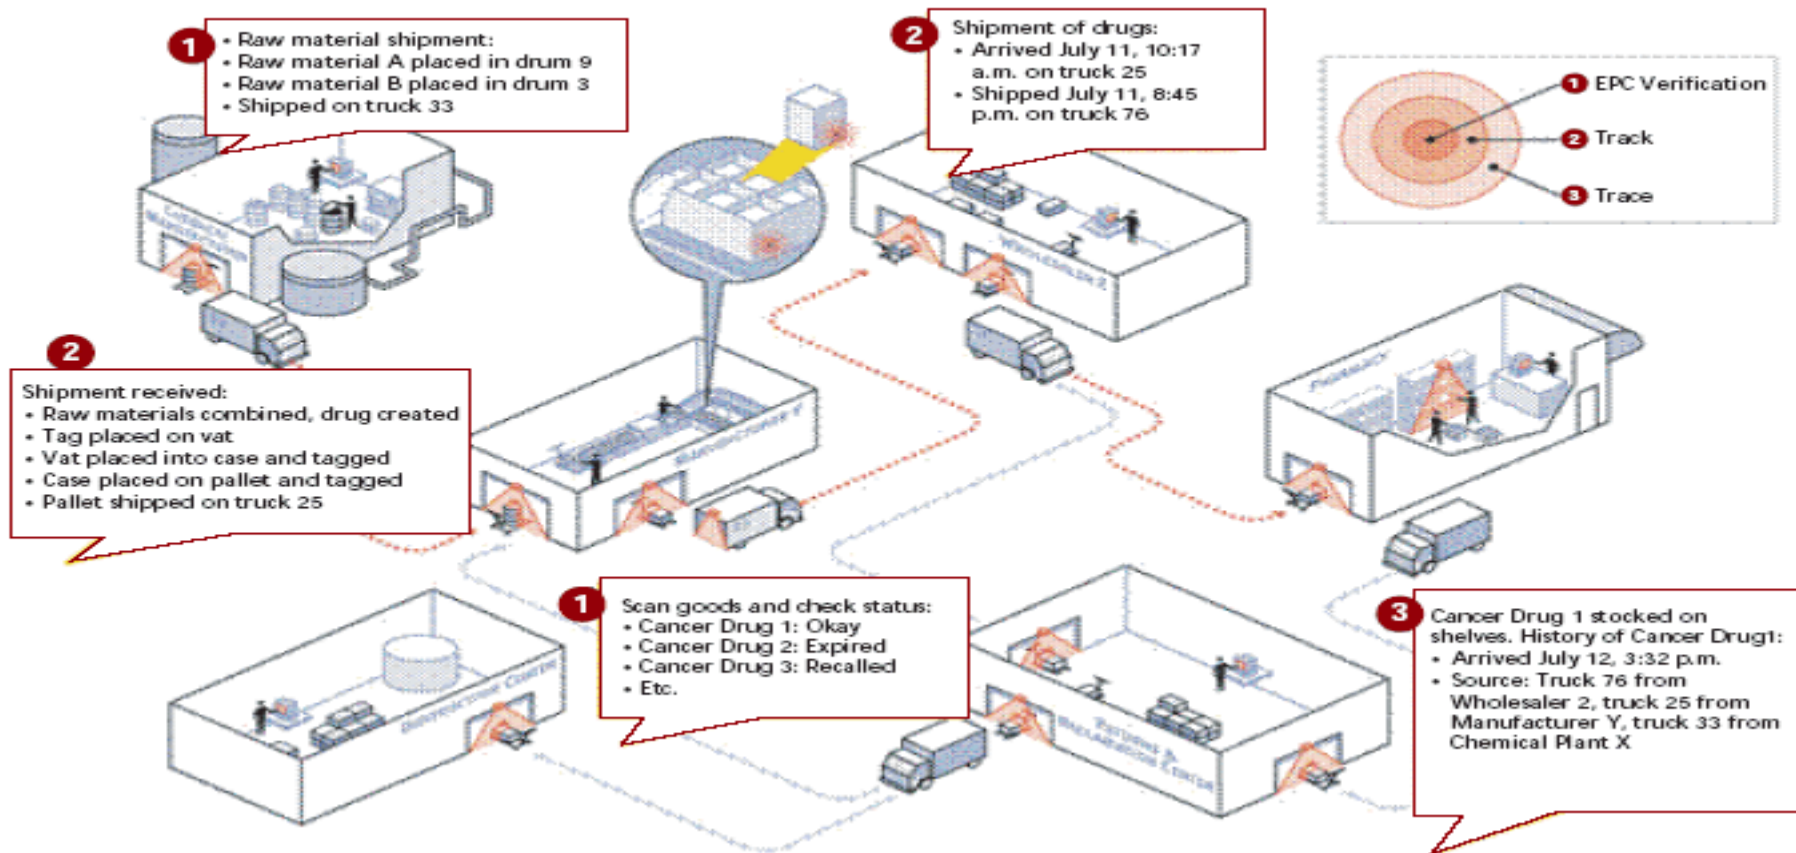 1
• Raw material shipment:
• Raw material A placed in drum 9
• Raw material B placed in drum 3
• Shipped on truck 33
2
Shipment of drugs:
• Arrived July 11, 10:17
a.m. on truck 25
• Shipped July 11, 8:45
p.m. on truck 76
1 EPC Verification
2 Track
3 Trace
WHOLESALER 2
2
Shipment received:
• Raw materials combined, drug created
• Tag placed on vat
• Vat placed into case and tagged
• Case placed on pallet and tagged
• Pallet shipped on truck 25
MANUFACTURER Y
PHARMACY
1
Scan goods and check status:
• Cancer Drug 1: Okay
• Cancer Drug 2: Expired
• Cancer Drug 3: Recalled
• Etc.
3
Cancer Drug 1 stocked on
shelves. History of Cancer Drug1:
• Arrived July 12, 3:32 p.m.
• Source: Truck 76 from
Wholesaler 2, truck 25 from
Manufacturer Y, truck 33 from
Chemical Plant X